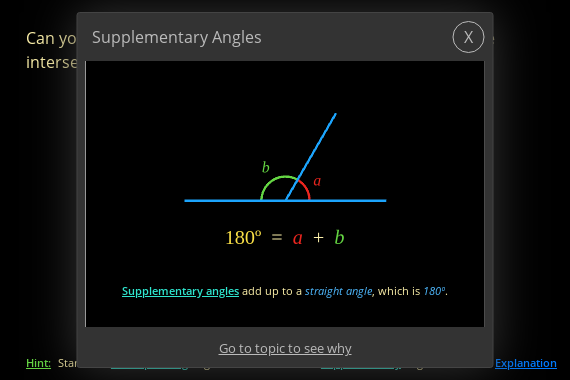 Supplementary Angles
X
Can yo
interse
b
a
180º = a + b
Supplementary angles add up to a straight angle, which is 180º.
Go to topic to see why
Hint: Star
Explanation